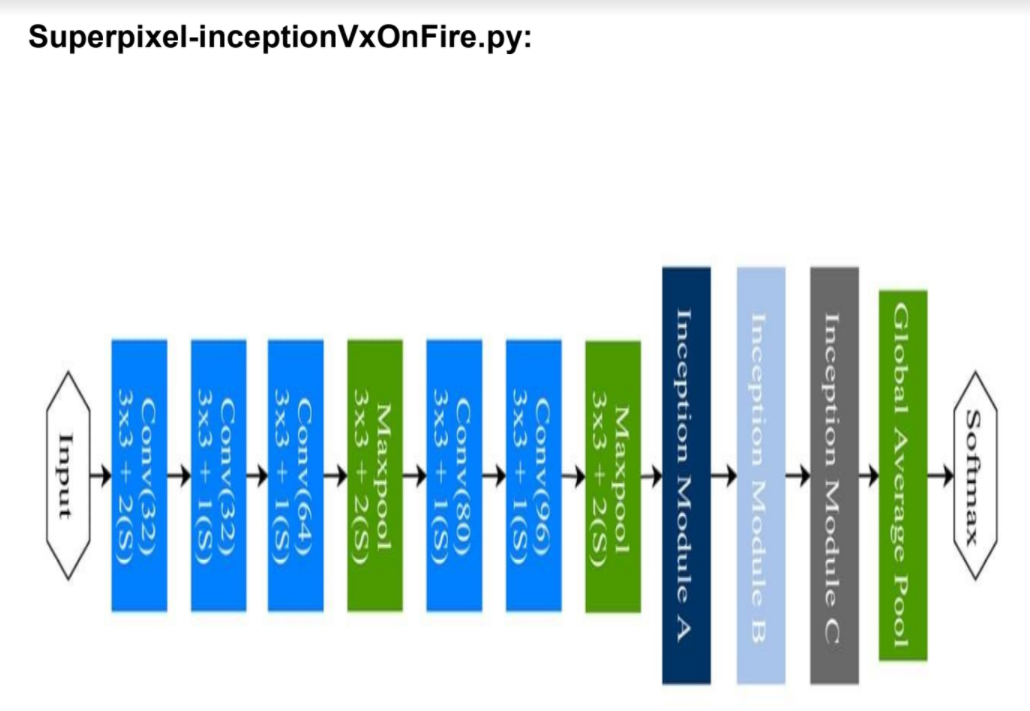 Superpixel-inceptionVxOnFire.py:
Input
Conv(32)
3x3 + 2(S)
Conv(32)
3x3 + 1(S)
Conv(64)
3x3 + 1(S)
Maxpool
3x3 + 2(S)
Conv(80)
3x3 + 1(S)
Conv(96)
3x3 + 1(S)
Maxpool
3x3 + 2(S)
Inception Module A
Inception Module B
Inception Module C
Global Average Pool
Softmax